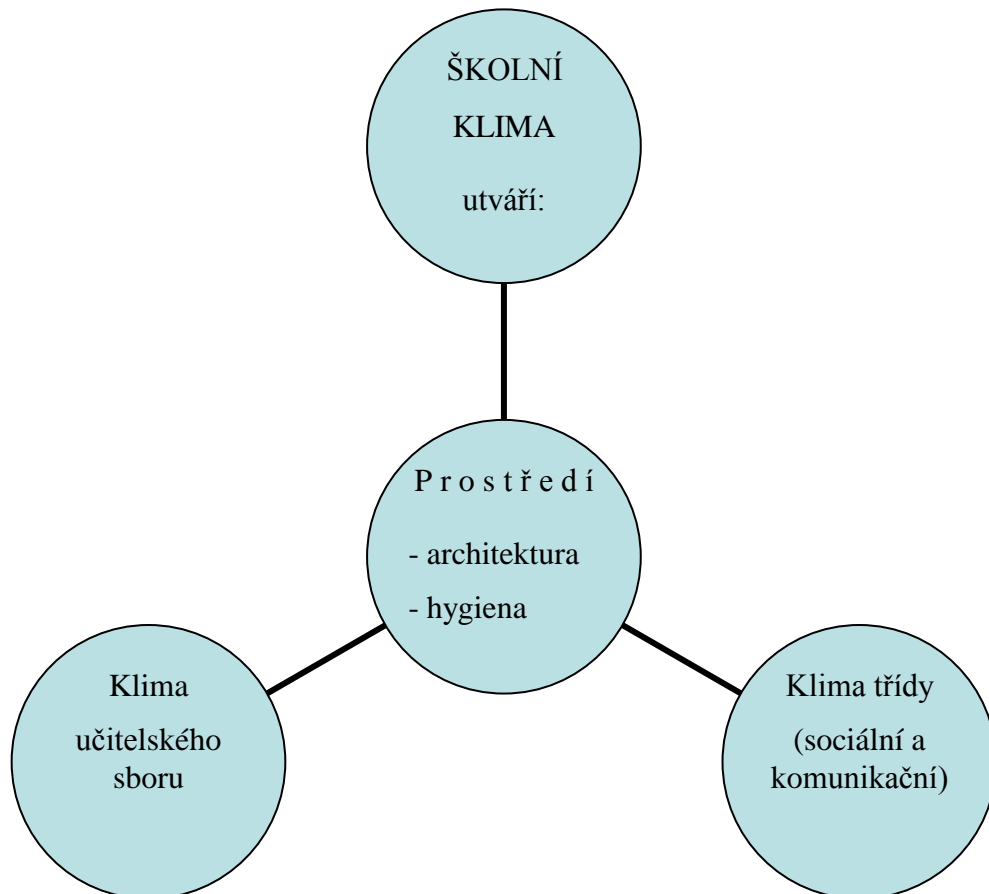 ŠKOLNÍ
KLIMA
utváří:
P r o s t ř e d í
- architektura
- hygiena
Klima
učitelského
sboru
Klima třídy
(sociální a
komunikační)